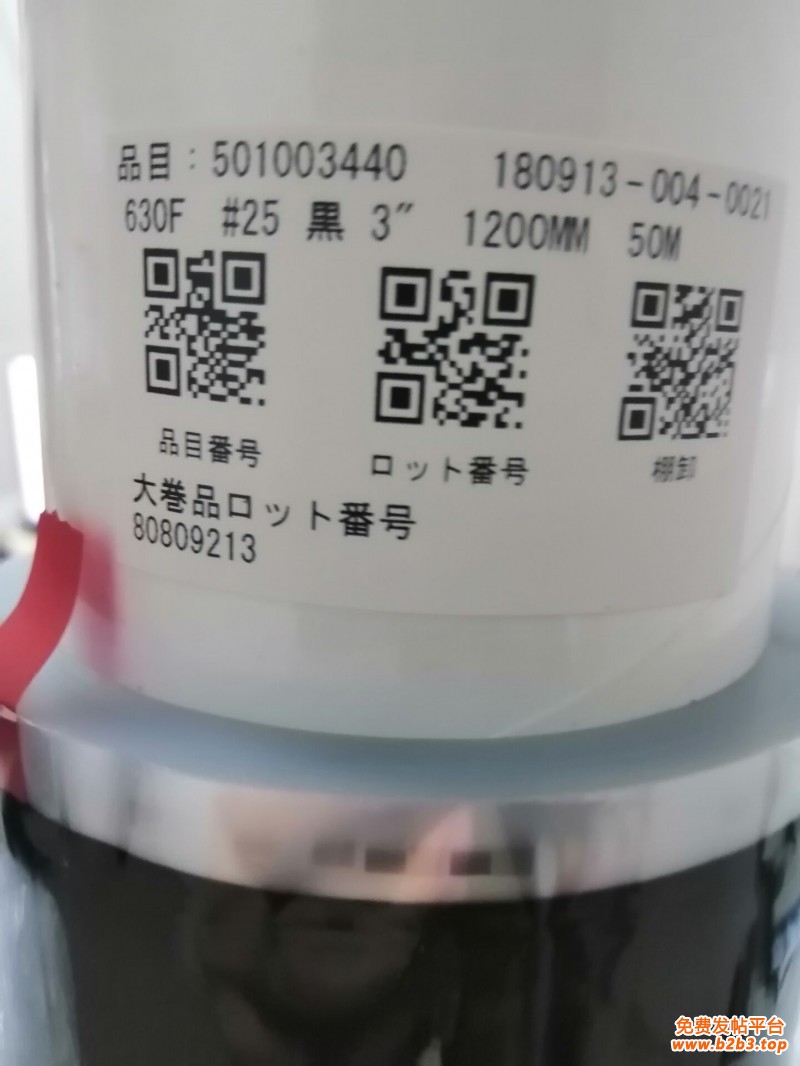 品目：501003440 180913-004-0021
630F #25 黒 3″ 1200MM 50M
品目番号 ロット番号 棚卸
大巻品ロット番号
80809213
免费发帖平台
www.b2b3.top